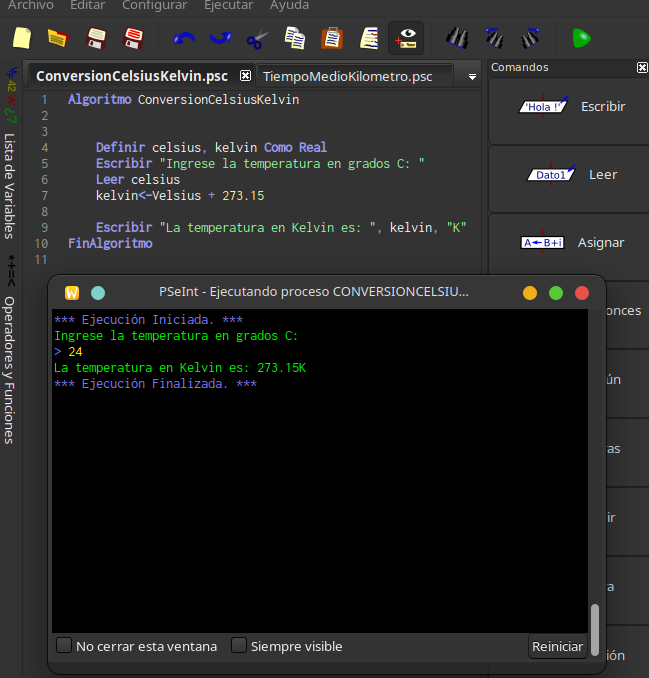 Archivo Editar Configurar Ejecutar Ayuda
ConversionCelsiusKelvin.psc TiempoMedioKilometro.psc
Comandos
*42 A ¿?
Lista de Variables
*+=<
Operadores y Funciones
1 Algoritmo ConversionCelsiusKelvin
2
3
4 Definir celsius, kelvin Como Real
5 Escribir "Ingrese la temperatura en grados C: "
6 Leer celsius
7 kelvin<-Velsius + 273.15
8
9 Escribir "La temperatura en Kelvin es: ", kelvin, "K"
10 FinAlgoritmo
11
'Hola !' Escribir
Dato1 Leer
A←B+i Asignar
onces
ún
as
ir
a
ión
W PSeInt - Ejecutando proceso CONVERSIONCELSIU...
*** Ejecución Iniciada. ***
Ingrese la temperatura en grados C:
> 24
La temperatura en Kelvin es: 273.15K
*** Ejecución Finalizada. ***
No cerrar esta ventana Siempre visible Reiniciar